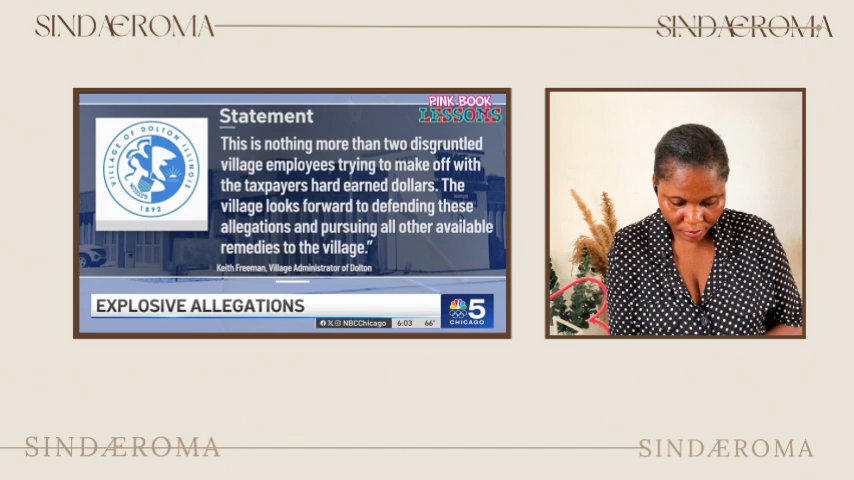 SINDÆROMA
SINDÆROMA
PINK BOOK
LESSONS
Statement
This is nothing more than two disgruntled
village employees trying to make off with
the taxpayers hard earned dollars. The
village looks forward to defending these
allegations and pursuing all other available
remedies to the village.”
Keith Freeman, Village Administrator of Dolton
VILLAGE OF DOLTON ILLINOIS
1892
EXPLOSIVE ALLEGATIONS
5
CHICAGO
NBCChicago
6:03
66°
SINDÆROMA
SINDÆROMA